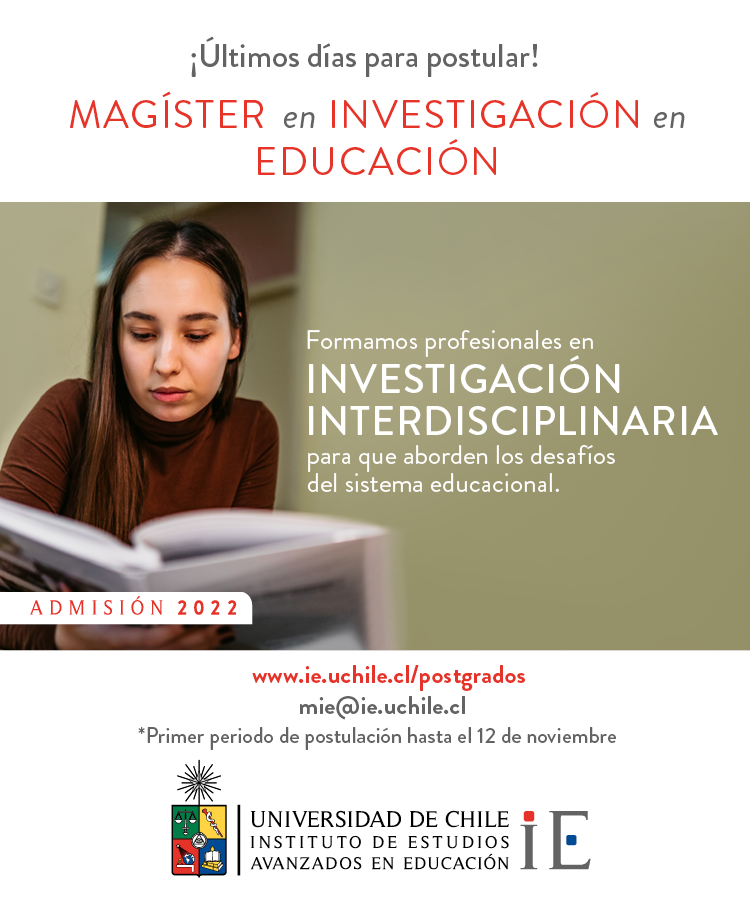 ¡Últimos días para postular!
MAGÍSTER en INVESTIGACIÓN en
EDUCACIÓN
Formamos profesionales en
INVESTIGACIÓN
INTERDISCIPLINARIA
para que aborden los desafíos
del sistema educacional.
ADMISIÓN 2022
www.ie.uchile.cl/postgrados
mie@ie.uchile.cl
*Primer periodo de postulación hasta el 12 de noviembre
UNIVERSIDAD DE CHILE
INSTITUTO DE ESTUDIOS
AVANZADOS EN EDUCACIÓN
iE